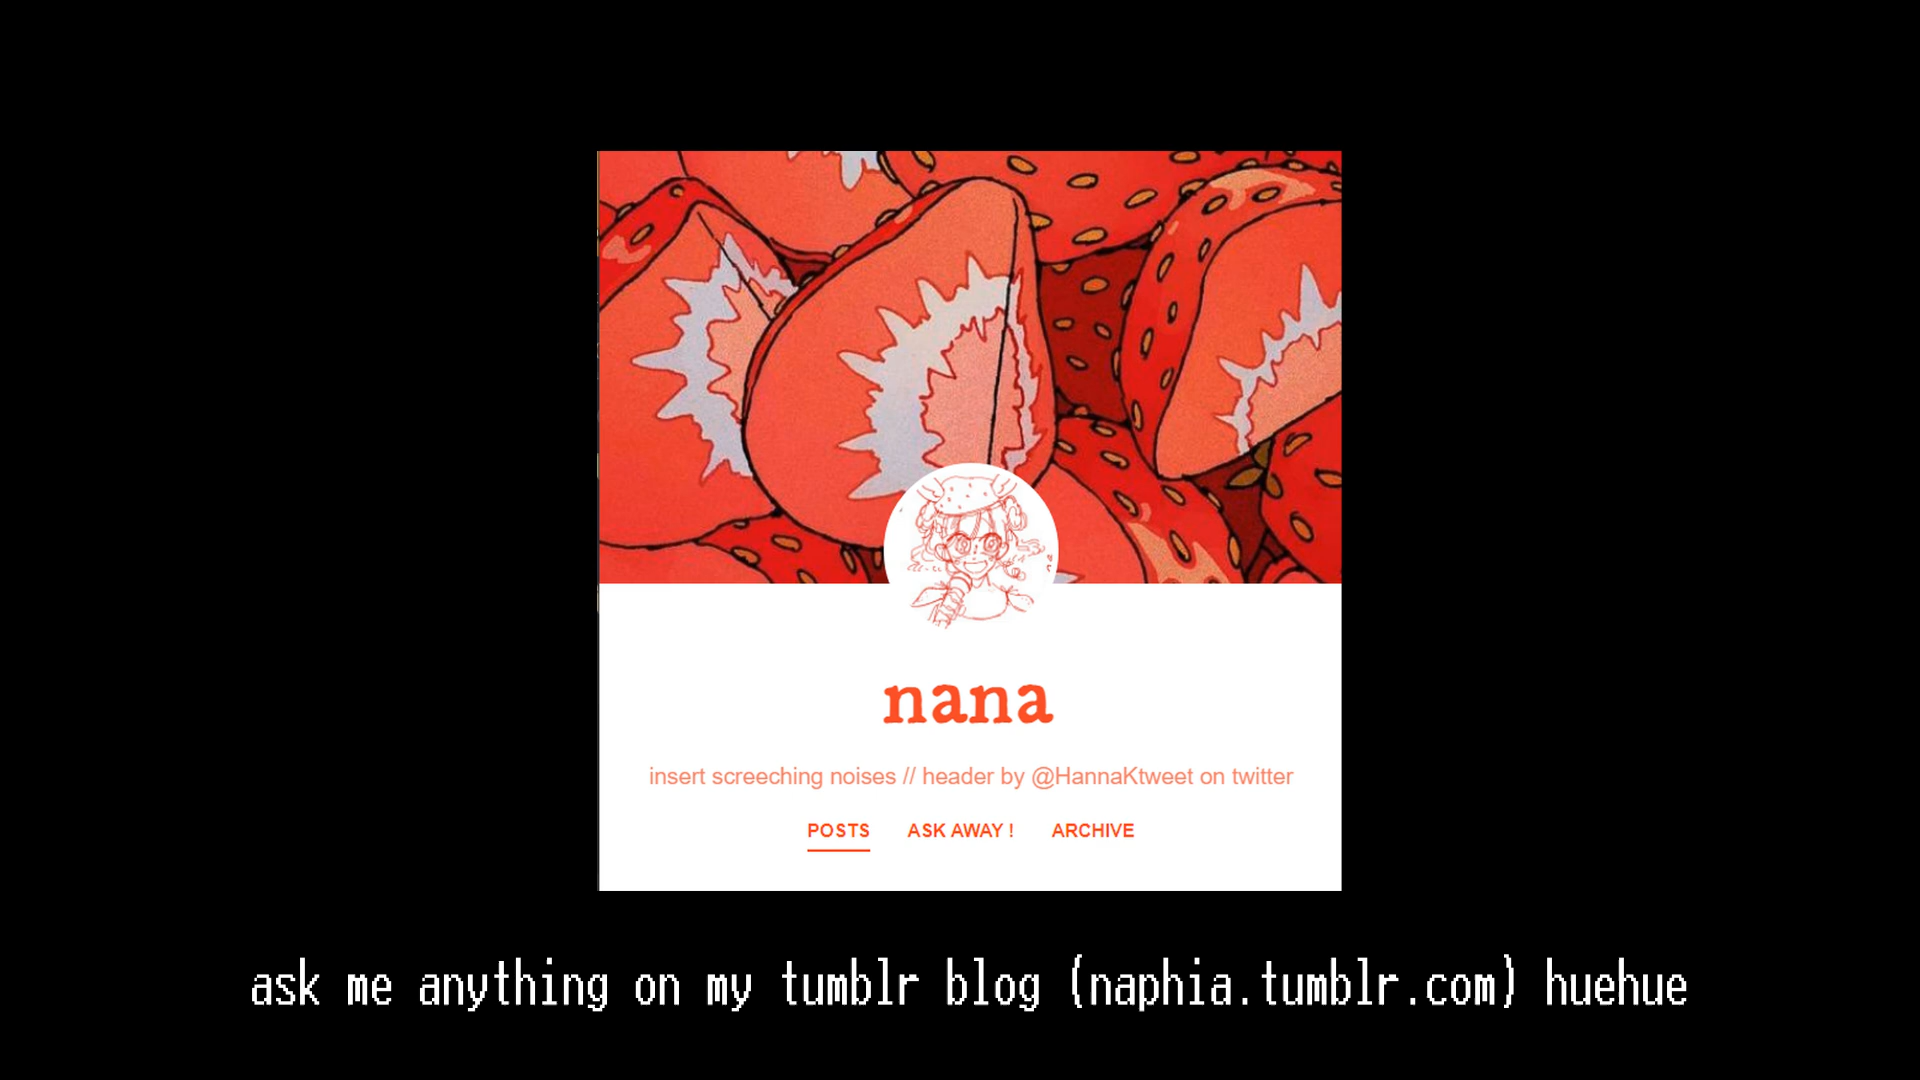 nana
insert screeching noises // header by @HannaKtweet on twitter
POSTS ASK AWAY ! ARCHIVE
ask me anything on my tumblr blog (naphia.tumblr.com) huehue